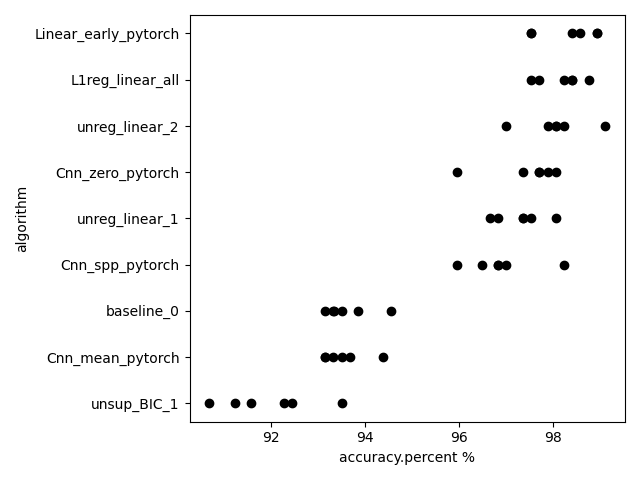 Linear_early_pytorch
L1reg_linear_all
unreg_linear_2
Cnn_zero_pytorch
unreg_linear_1
Cnn_spp_pytorch
baseline_0
Cnn_mean_pytorch
unsup_BIC_1
algorithm
92 94 96 98
accuracy.percent %